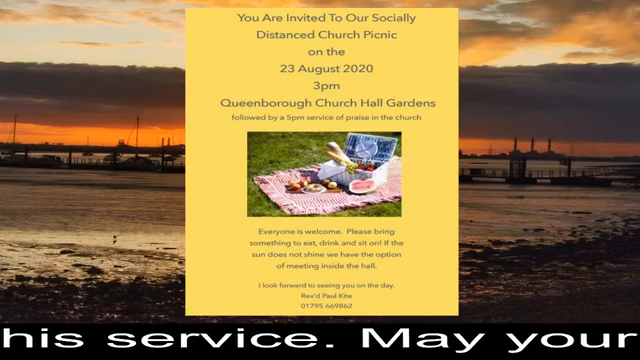 You Are Invited To Our Socially
Distanced Church Picnic
on the
23 August 2020
3pm
Queenborough Church Hall Gardens
followed by a 5pm service of praise in the church
Everyone is welcome. Please bring
something to eat, drink and sit on! If the
sun does not shine we have the option
of meeting inside the hall.
I look forward to seeing you on the day.
Rev'd Paul Kite
01795 669862
his service. May your